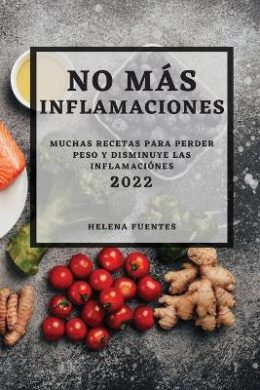 NO MÁS
INFLAMACIONES
MUCHAS RECETAS PARA PERDER
PESO Y DISMINUYE LAS
INFLAMACIÓNES
2022
HELENA FUENTES